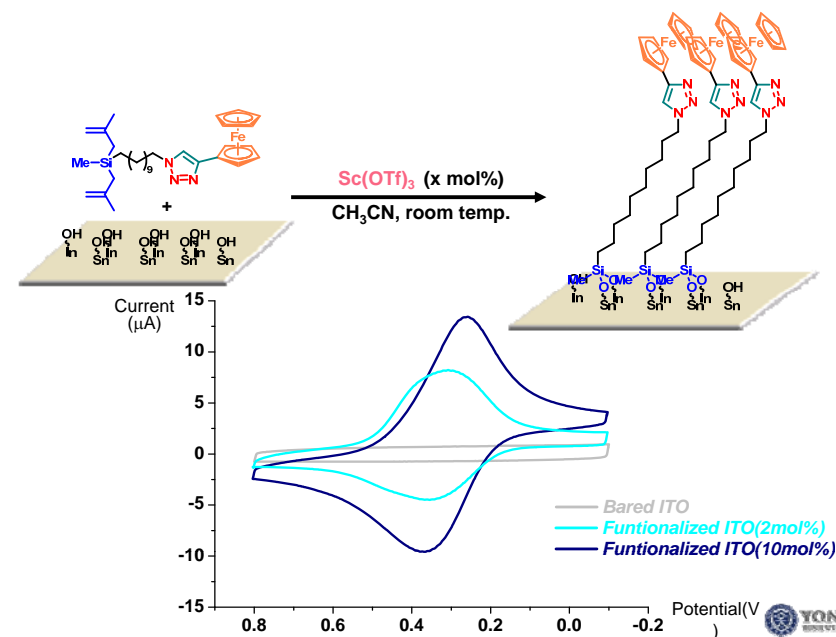 Fe Fe Fe
N N N
N N N N N N
Fe
Me Si
( )9 N
N=N
Sc(OTf)3 (x mol%)
+
CH3CN, room temp.
OH OH OH OH OH OH OH OH
In Sn In Sn In Sn In Sn
Si Si Si
Me O O Me O O Me O O OH
OH
In Sn In Sn In Sn In Sn
Current
(μA)
15
10
5
0
-5
-10
-15
Bared ITO
Funtionalized ITO(2mol%)
Funtionalized ITO(10mol%)
0.8 0.6 0.4 0.2 0.0 -0.2
Potential(V
)